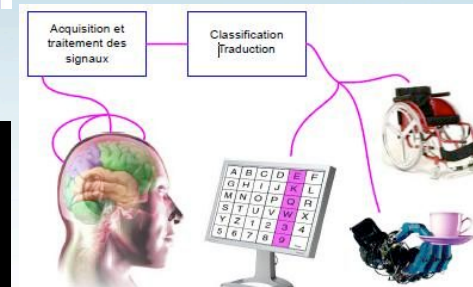 Acquisition et
traitement des
signaux
Classification
Traduction
A B C D E F
G H I J K L
M N O P Q R
S T U V W X
Y Z 1 2 3 4
5 6 7 8 9